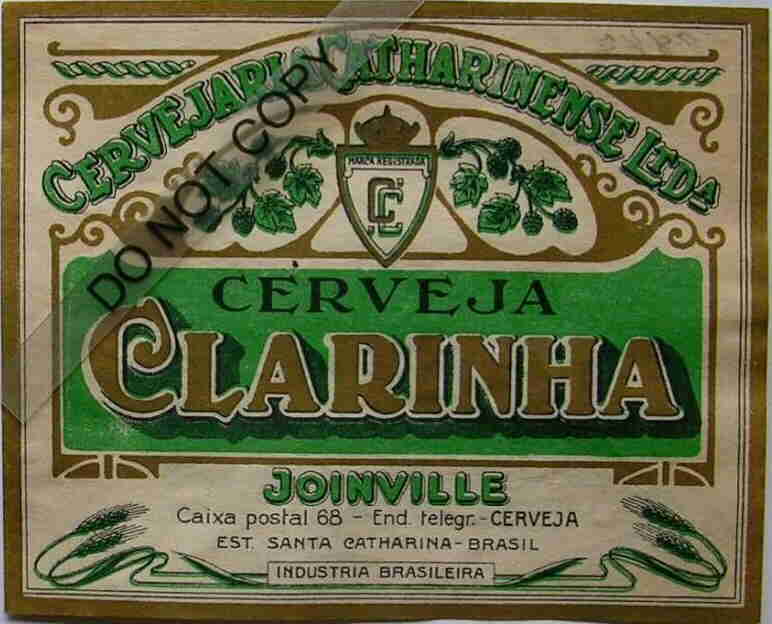 CERVEJARIA CATHARINENSE LTDA
MARCA REGISTRADA
CC
DO NOT COPY
CERVEJA
CLARINHA
JOINVILLE
Caixa postal 68 - End. telegr.- CERVEJA
EST. SANTA CATHARINA - BRASIL
INDUSTRIA BRASILEIRA